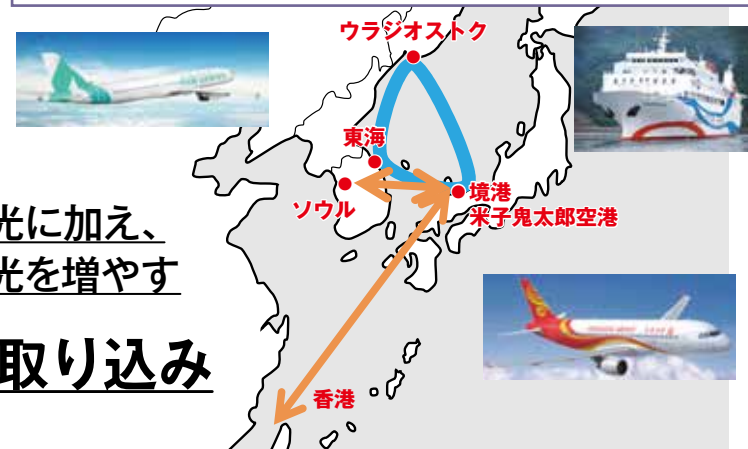 ウラジオストク
東海
ソウル
境港
米子鬼太郎空港
光に加え、
光を増やす
取り込み
香港